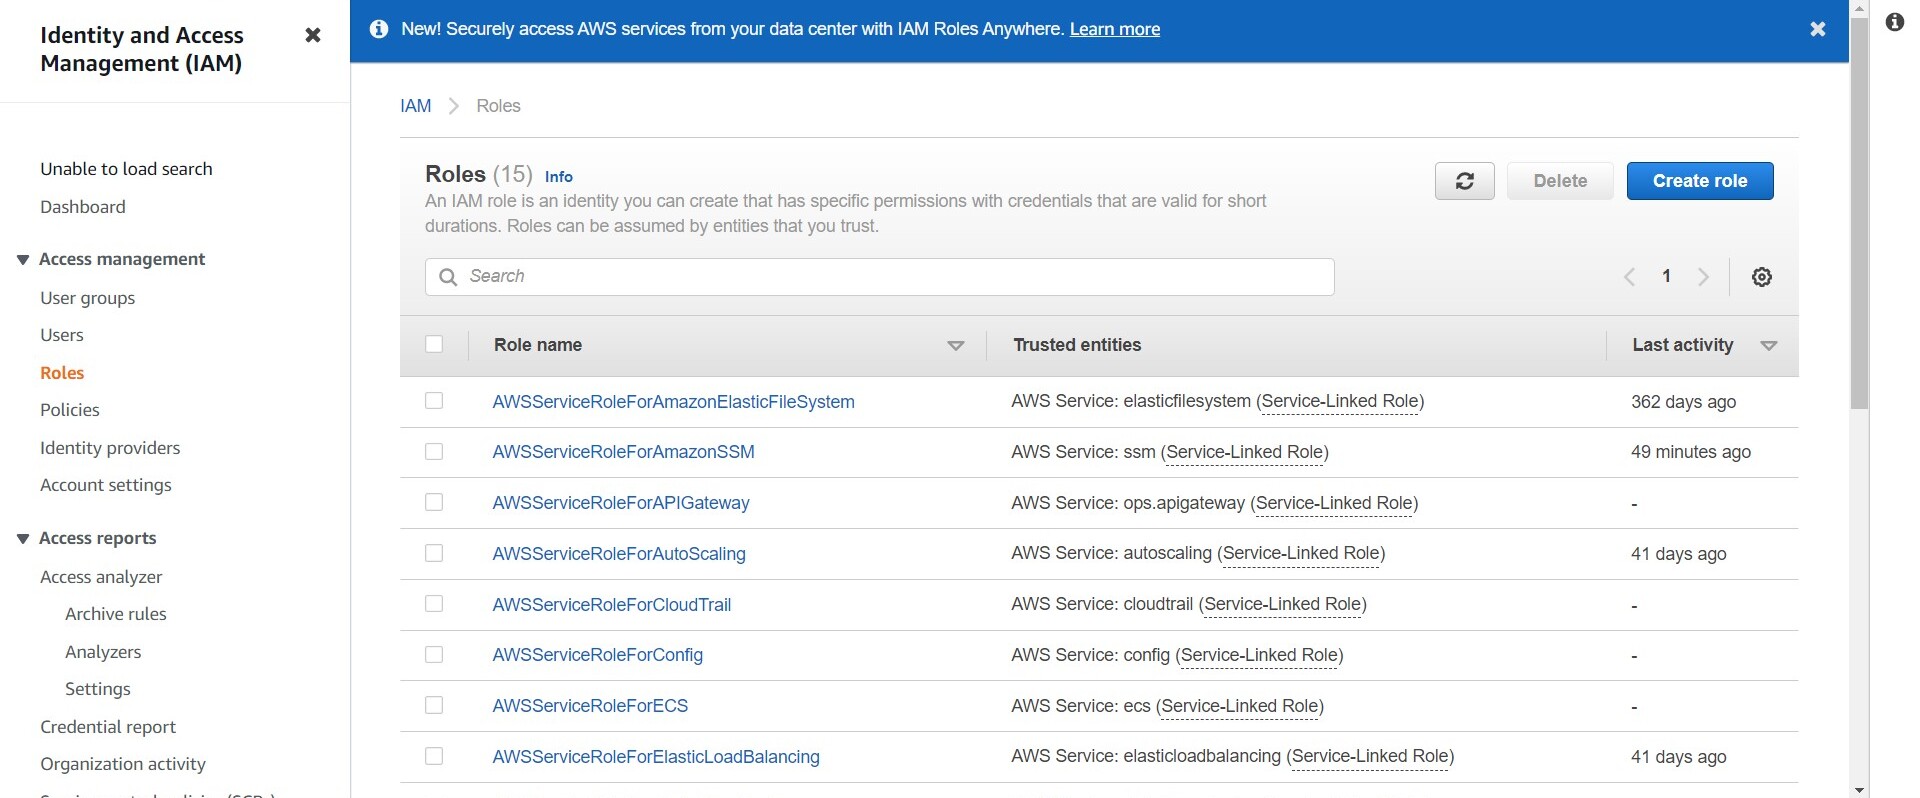 Identity and Access
Management (IAM)
Unable to load search
Dashboard
Access management
User groups
Users
Roles
Policies
Identity providers
Account settings
Access reports
Access analyzer
Archive rules
Analyzers
Settings
Credential report
Organization activity
New! Securely access AWS services from your data center with IAM Roles Anywhere. Learn more
IAM > Roles
Roles (15) Info
An IAM role is an identity you can create that has specific permissions with credentials that are valid for short
durations. Roles can be assumed by entities that you trust.
Delete
Create role
Search
1
Role name Trusted entities Last activity
AWSServiceRoleForAmazonElasticFileSystem AWS Service: elasticfilesystem (Service-Linked Role) 362 days ago
AWSServiceRoleForAmazonSSM AWS Service: ssm (Service-Linked Role) 49 minutes ago
AWSServiceRoleForAPIGateway AWS Service: ops.apigateway (Service-Linked Role) -
AWSServiceRoleForAutoScaling AWS Service: autoscaling (Service-Linked Role) 41 days ago
AWSServiceRoleForCloudTrail AWS Service: cloudtrail (Service-Linked Role) -
AWSServiceRoleForConfig AWS Service: config (Service-Linked Role) -
AWSServiceRoleForECS AWS Service: ecs (Service-Linked Role) -
AWSServiceRoleForElasticLoadBalancing AWS Service: elasticloadbalancing (Service-Linked Role) 41 days ago